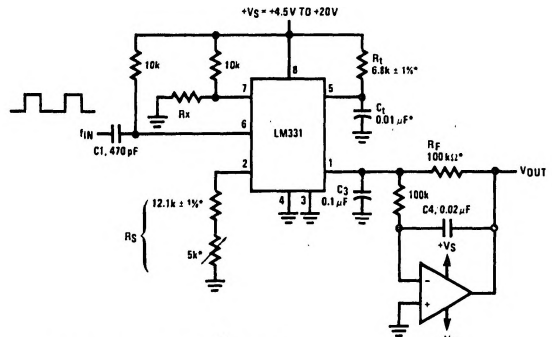 +VS = +4.5V TO +20V
10k
10k
Rt
6.8k ± 1%*
8
7
5
Rx
Ct
0.01 µF*
LM331
fIN
6
C1, 470 pF
RF
100 kΩ*
2
1
VOUT
12.1k ± 1%*
C3
0.1 µF
100k
4
3
C4, 0.02 µF
RS
5k*
+VS
-
+